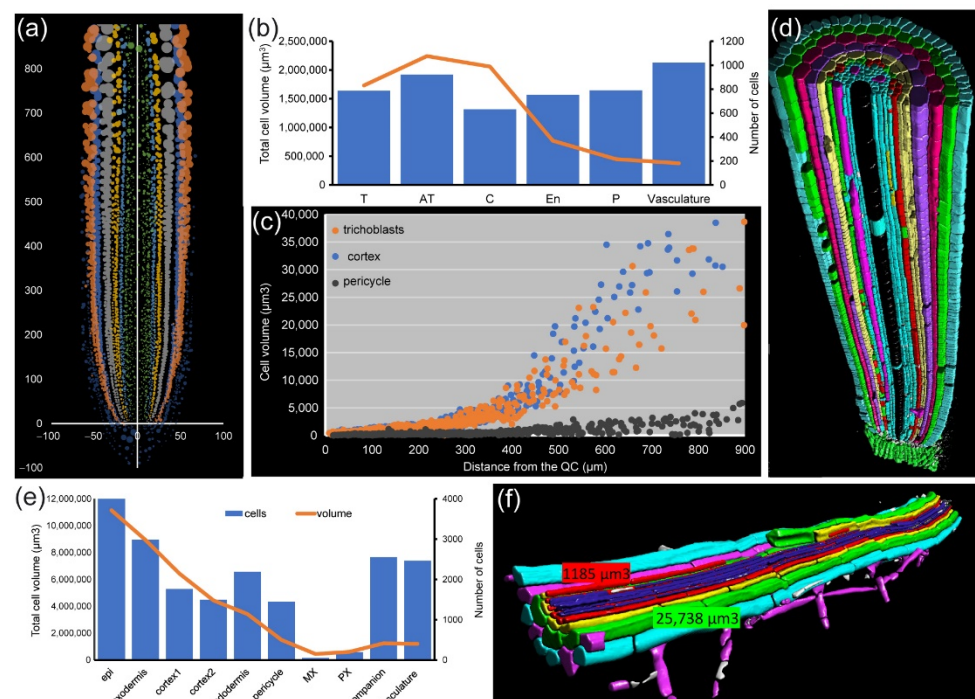 (a)
800
700
600
500
400
300
200
100
0
−100
−100
−50
0
50
100
(b)
2,500,000
2,000,000
1,500,000
1,000,000
500,000
0
Total cell volume (µm³)
1200
1000
800
600
400
200
0
Number of cells
T AT C En P Vasculature
(c)
trichoblasts
cortex
pericycle
40,000
35,000
30,000
25,000
20,000
15,000
10,000
5,000
0
Cell volume (µm3)
0 100 200 300 400 500 600 700 800 900
Distance from the QC (µm)
(d)
(e)
cells volume
12,000,000
10,000,000
8,000,000
6,000,000
4,000,000
2,000,000
0
Total cell volume (µm3)
4000
3000
2000
1000
0
Number of cells
epi
xodermis
cortex1
cortex2
dodermis
pericycle
MX
PX
ompanion
asculature
(f)
1185 µm3
25,738 µm3